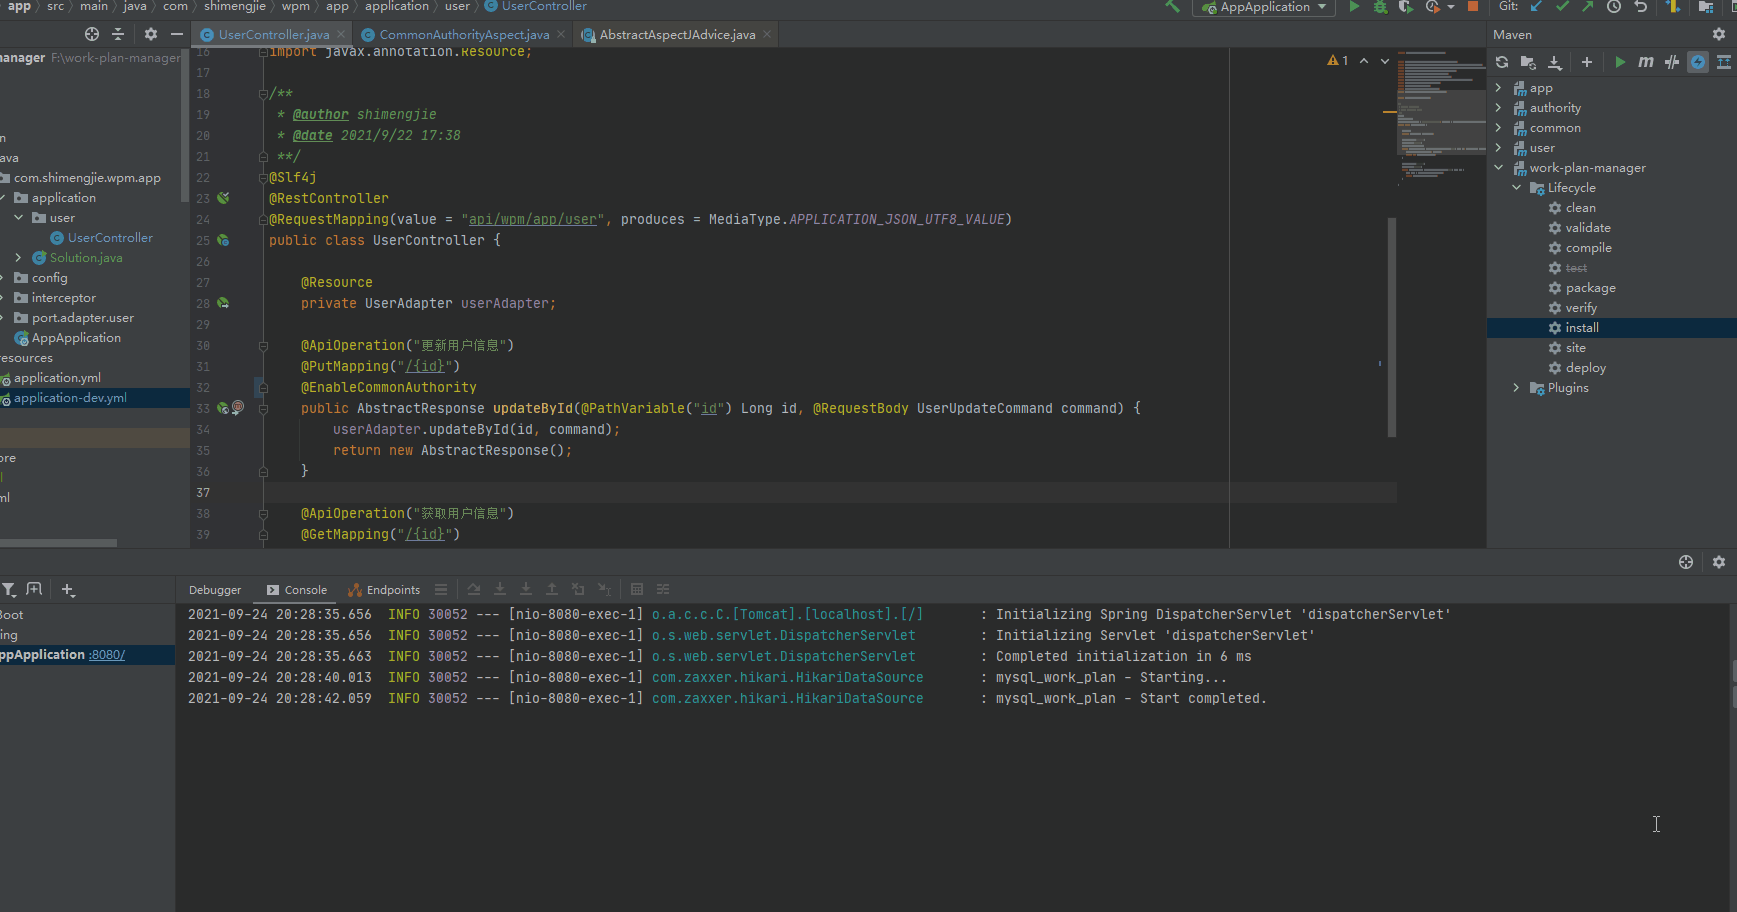 app 〉 src 〉 main 〉 java 〉 com 〉 shimengjie 〉 wpm 〉 app 〉 application 〉 user 〉 UserController
AppApplication
Git:
UserController.java
CommonAuthorityAspect.java
AbstractAspectJAdvice.java
Maven
anager F:\work-plan-manager
n
ava
com.shimengjie.wpm.app
application
user
UserController
Solution.java
config
interceptor
port.adapter.user
AppApplication
esources
application.yml
application-dev.yml
ore
l
ml
16 import javax.annotation.Resource;
17
18 /**
19 * @author shimengjie
20 * @date 2021/9/22 17:38
21 **/
22 @Slf4j
23 @RestController
24 @RequestMapping(value = "api/wpm/app/user", produces = MediaType.APPLICATION_JSON_UTF8_VALUE)
25 public class UserController {
26
27 @Resource
28 private UserAdapter userAdapter;
29
30 @ApiOperation("更新用户信息")
31 @PutMapping("/{id}")
32 @EnableCommonAuthority
33 public AbstractResponse updateById(@PathVariable("id") Long id, @RequestBody UserUpdateCommand command) {
34 userAdapter.updateById(id, command);
35 return new AbstractResponse();
36 }
37
38 @ApiOperation("获取用户信息")
39 @GetMapping("/{id}")
1
app
authority
common
user
work-plan-manager
Lifecycle
clean
validate
compile
test
package
verify
install
site
deploy
Plugins
Debugger Console Endpoints
Boot
ing
ppApplication :8080/
2021-09-24 20:28:35.656 INFO 30052 --- [nio-8080-exec-1] o.a.c.c.C.[Tomcat].[localhost].[/] : Initializing Spring DispatcherServlet 'dispatcherServlet'
2021-09-24 20:28:35.656 INFO 30052 --- [nio-8080-exec-1] o.s.web.servlet.DispatcherServlet : Initializing Servlet 'dispatcherServlet'
2021-09-24 20:28:35.663 INFO 30052 --- [nio-8080-exec-1] o.s.web.servlet.DispatcherServlet : Completed initialization in 6 ms
2021-09-24 20:28:40.013 INFO 30052 --- [nio-8080-exec-1] com.zaxxer.hikari.HikariDataSource : mysql_work_plan - Starting...
2021-09-24 20:28:42.059 INFO 30052 --- [nio-8080-exec-1] com.zaxxer.hikari.HikariDataSource : mysql_work_plan - Start completed.